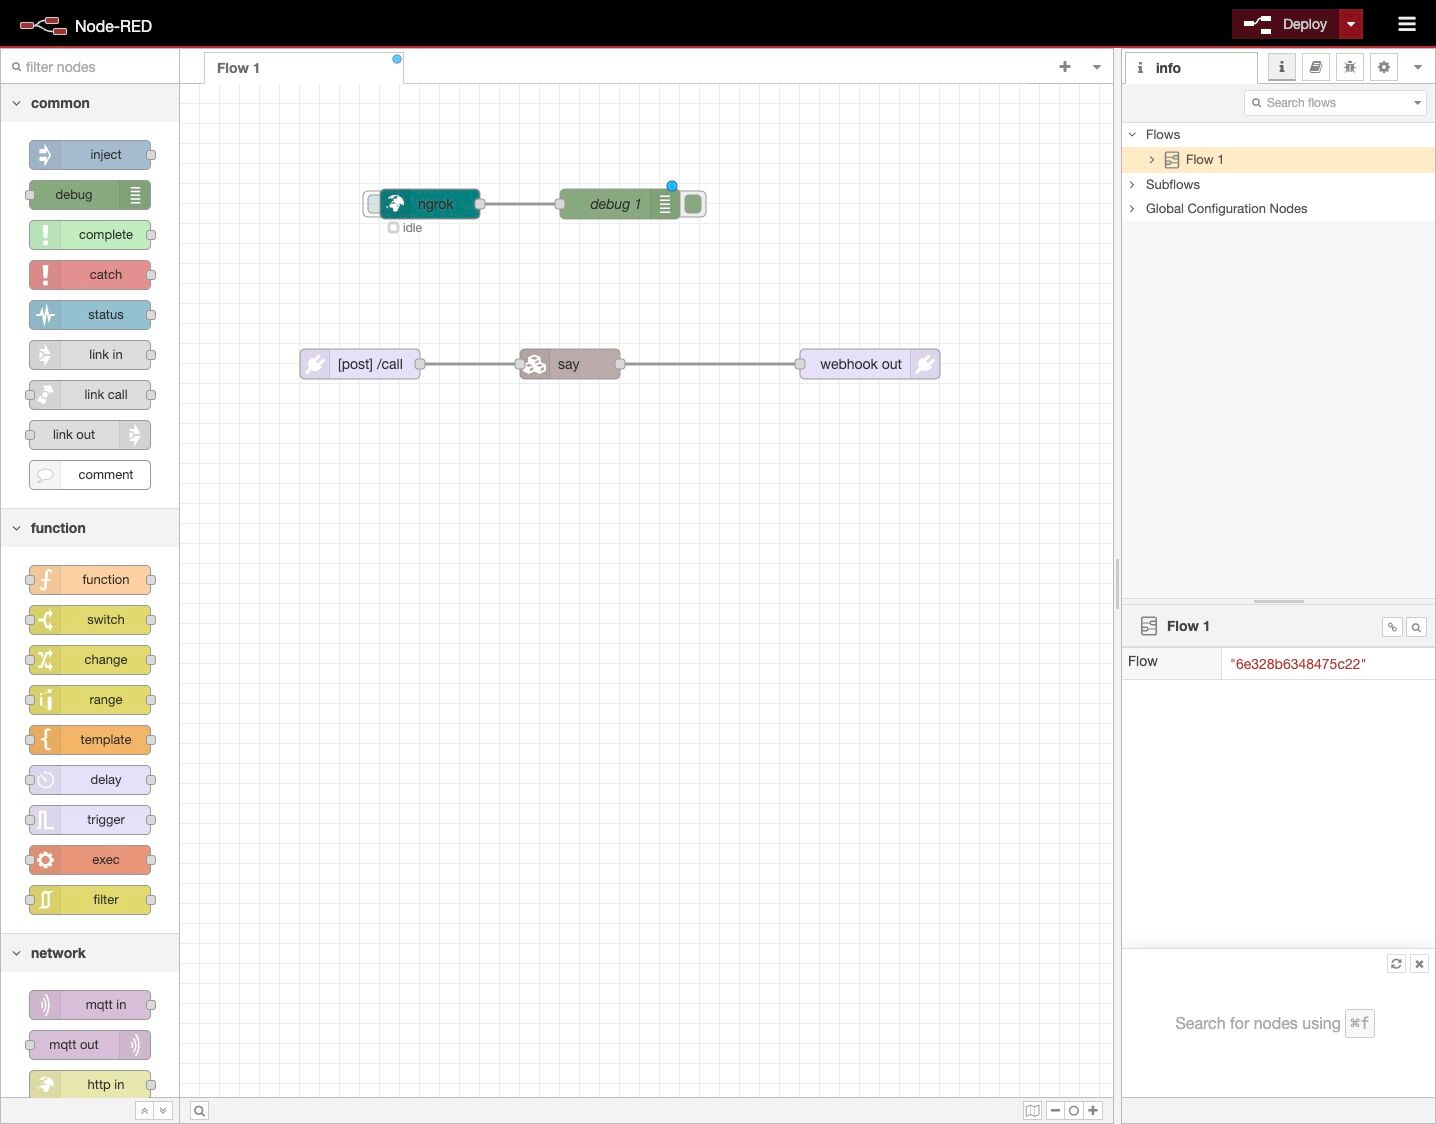 Node-RED
Deploy
filter nodes
Flow 1
info
common
Search flows
inject
Flows
Flow 1
debug
Subflows
ngrok
debug 1
Global Configuration Nodes
idle
complete
catch
status
link in
[post] /call
say
webhook out
link call
link out
comment
function
function
switch
Flow 1
change
Flow
"6e328b6348475c22"
range
template
delay
trigger
exec
filter
network
mqtt in
Search for nodes using ⌘f
mqtt out
http in